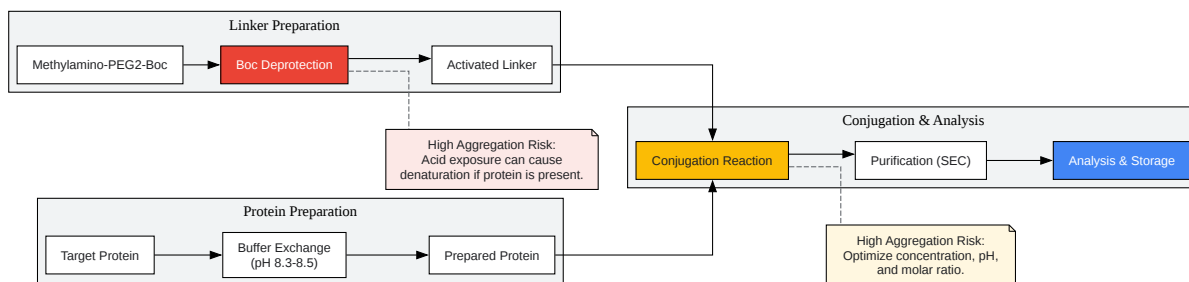 Linker Preparation
Methylamino-PEG2-Boc
Boc Deprotection
Activated Linker
High Aggregation Risk:
Acid exposure can cause
denaturation if protein is present.
Protein Preparation
Target Protein
Buffer Exchange
(pH 8.3-8.5)
Prepared Protein
Conjugation & Analysis
Conjugation Reaction
Purification (SEC)
Analysis & Storage
High Aggregation Risk:
Optimize concentration, pH,
and molar ratio.